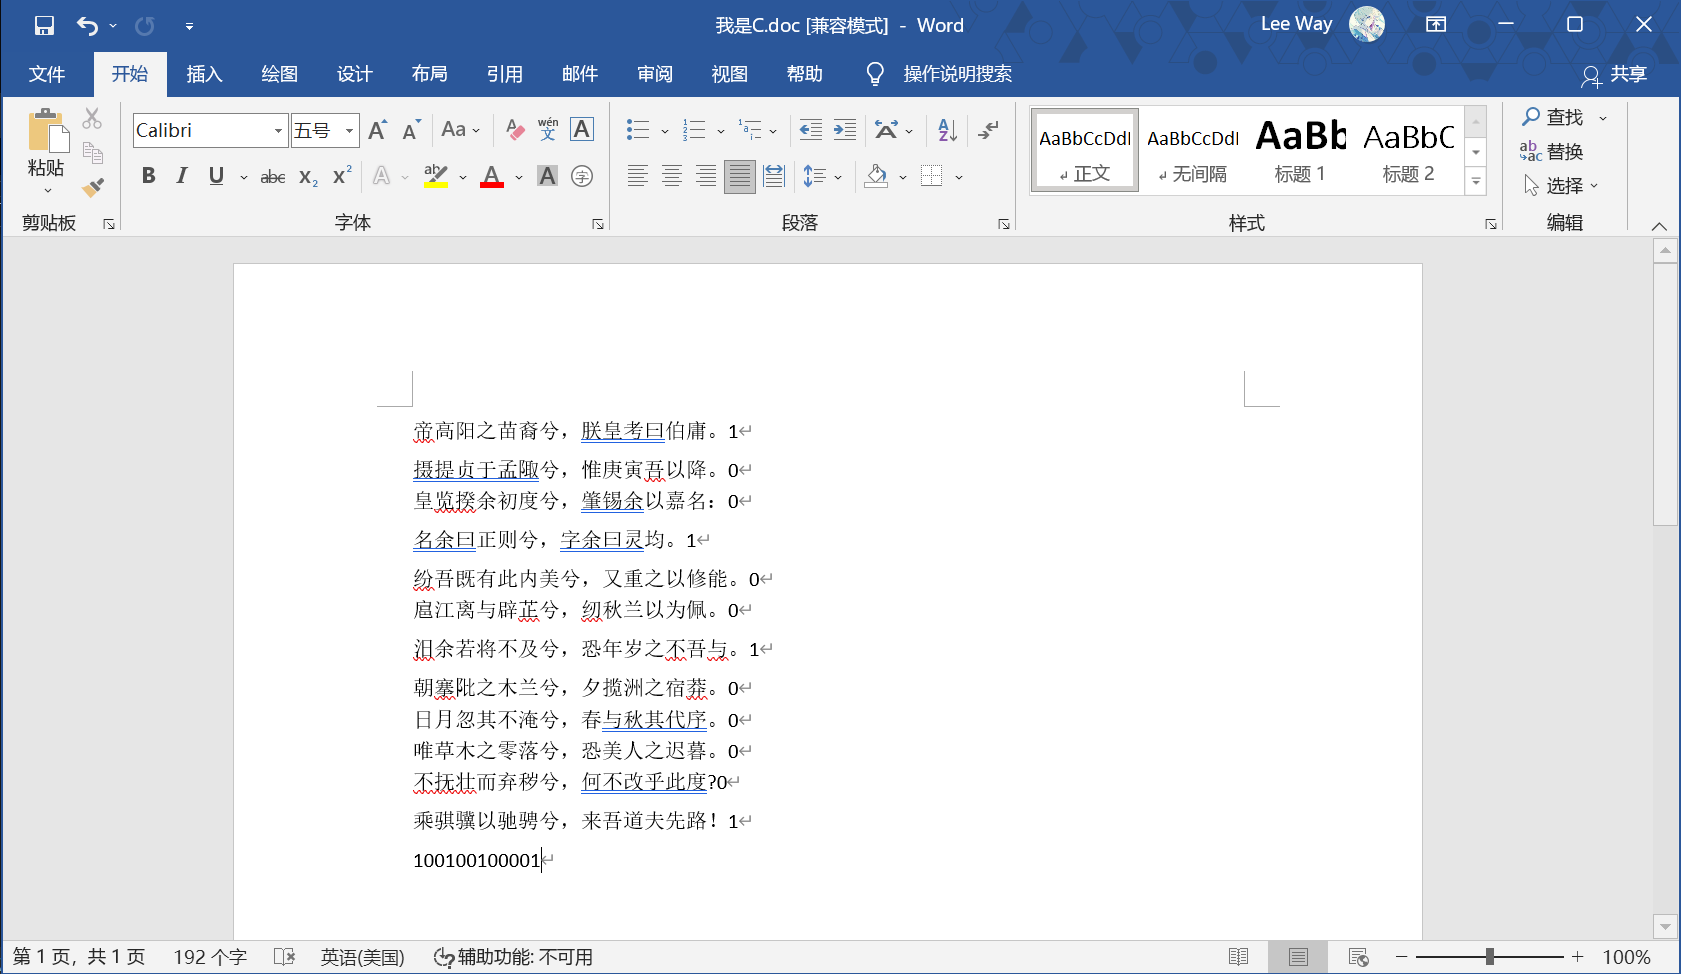 我是C.doc [兼容模式] - Word
Lee Way
文件 开始 插入 绘图 设计 布局 引用 邮件 审阅 视图 帮助 操作说明搜索 共享
粘贴
剪贴板
Calibri 五号 A A Aa A wén 文 A
B I U abc x₂ x² A ab A A 字
字体
段落
AaBbCcDdI AaBbCcDdI AaBb AaBbC
正文 无间隔 标题 1 标题 2
样式
查找
替换
选择
编辑
帝高阳之苗裔兮，朕皇考曰伯庸。1
摄提贞于孟陬兮，惟庚寅吾以降。0
皇览揆余初度兮，肇锡余以嘉名：0
名余曰正则兮，字余曰灵均。1
纷吾既有此内美兮，又重之以修能。0
扈江离与辟芷兮，纫秋兰以为佩。0
汨余若将不及兮，恐年岁之不吾与。1
朝搴阰之木兰兮，夕揽洲之宿莽。0
日月忽其不淹兮，春与秋其代序。0
唯草木之零落兮，恐美人之迟暮。0
不抚壮而弃秽兮，何不改乎此度?0
乘骐骥以驰骋兮，来吾道夫先路！1
100100100001
第 1 页，共 1 页 192 个字 英语(美国) 辅助功能: 不可用 100%